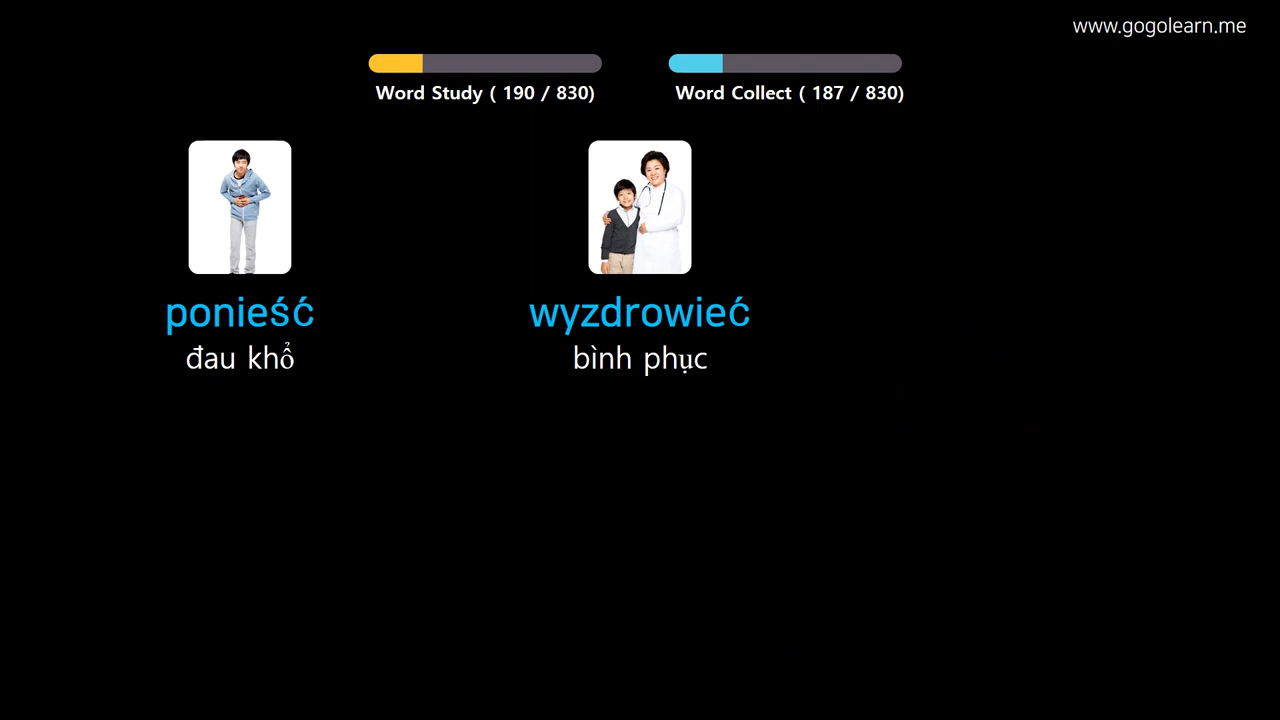 www.gogolearn.me
Word Study ( 190 / 830)
Word Collect ( 187 / 830)
ponieść
đau khổ
wyzdrowieć
bình phục